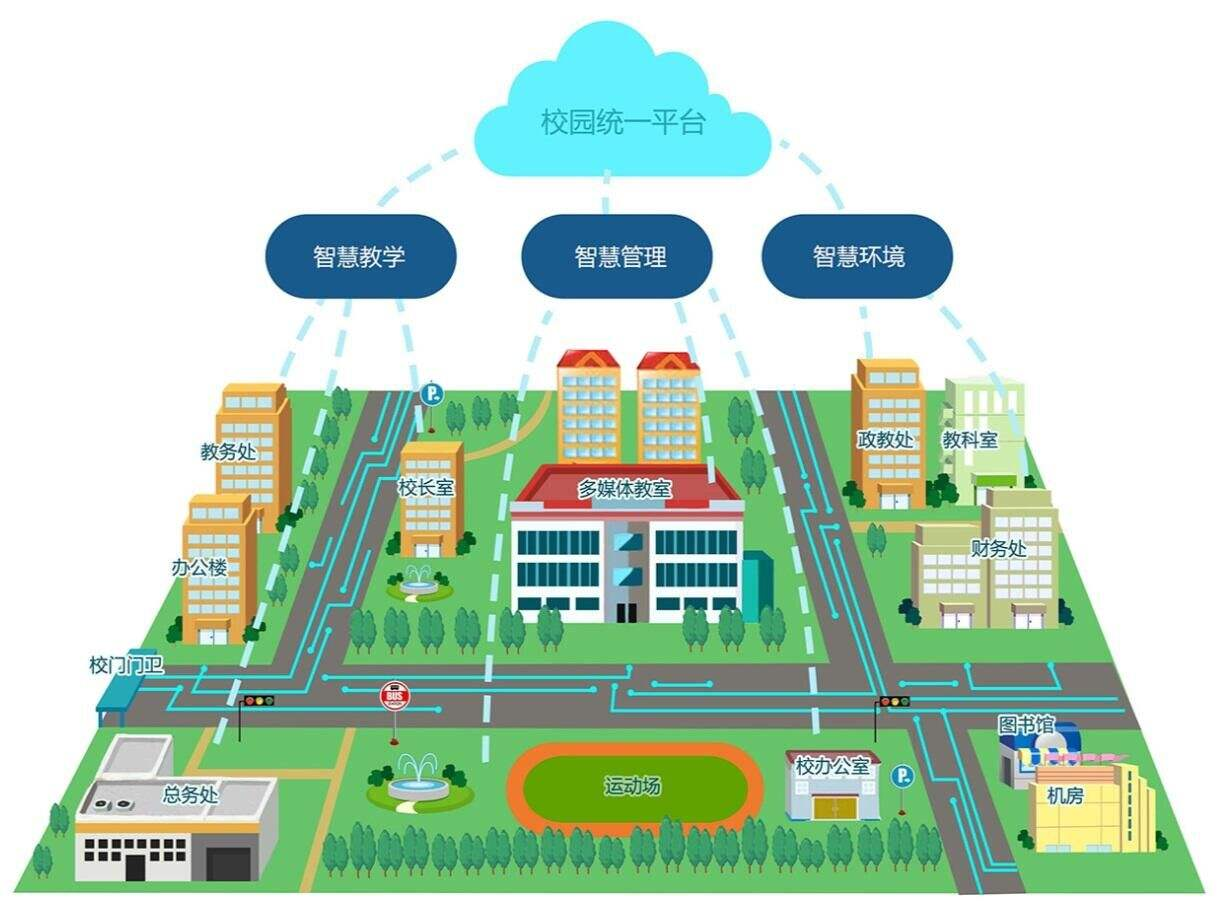 校园统一平台
智慧教学
智慧管理
智慧环境
P
教务处
校长室
多媒体教室
政教处
教科室
办公楼
财务处
校门门卫
BUS
图书馆
总务处
运动场
校办公室
P
机房